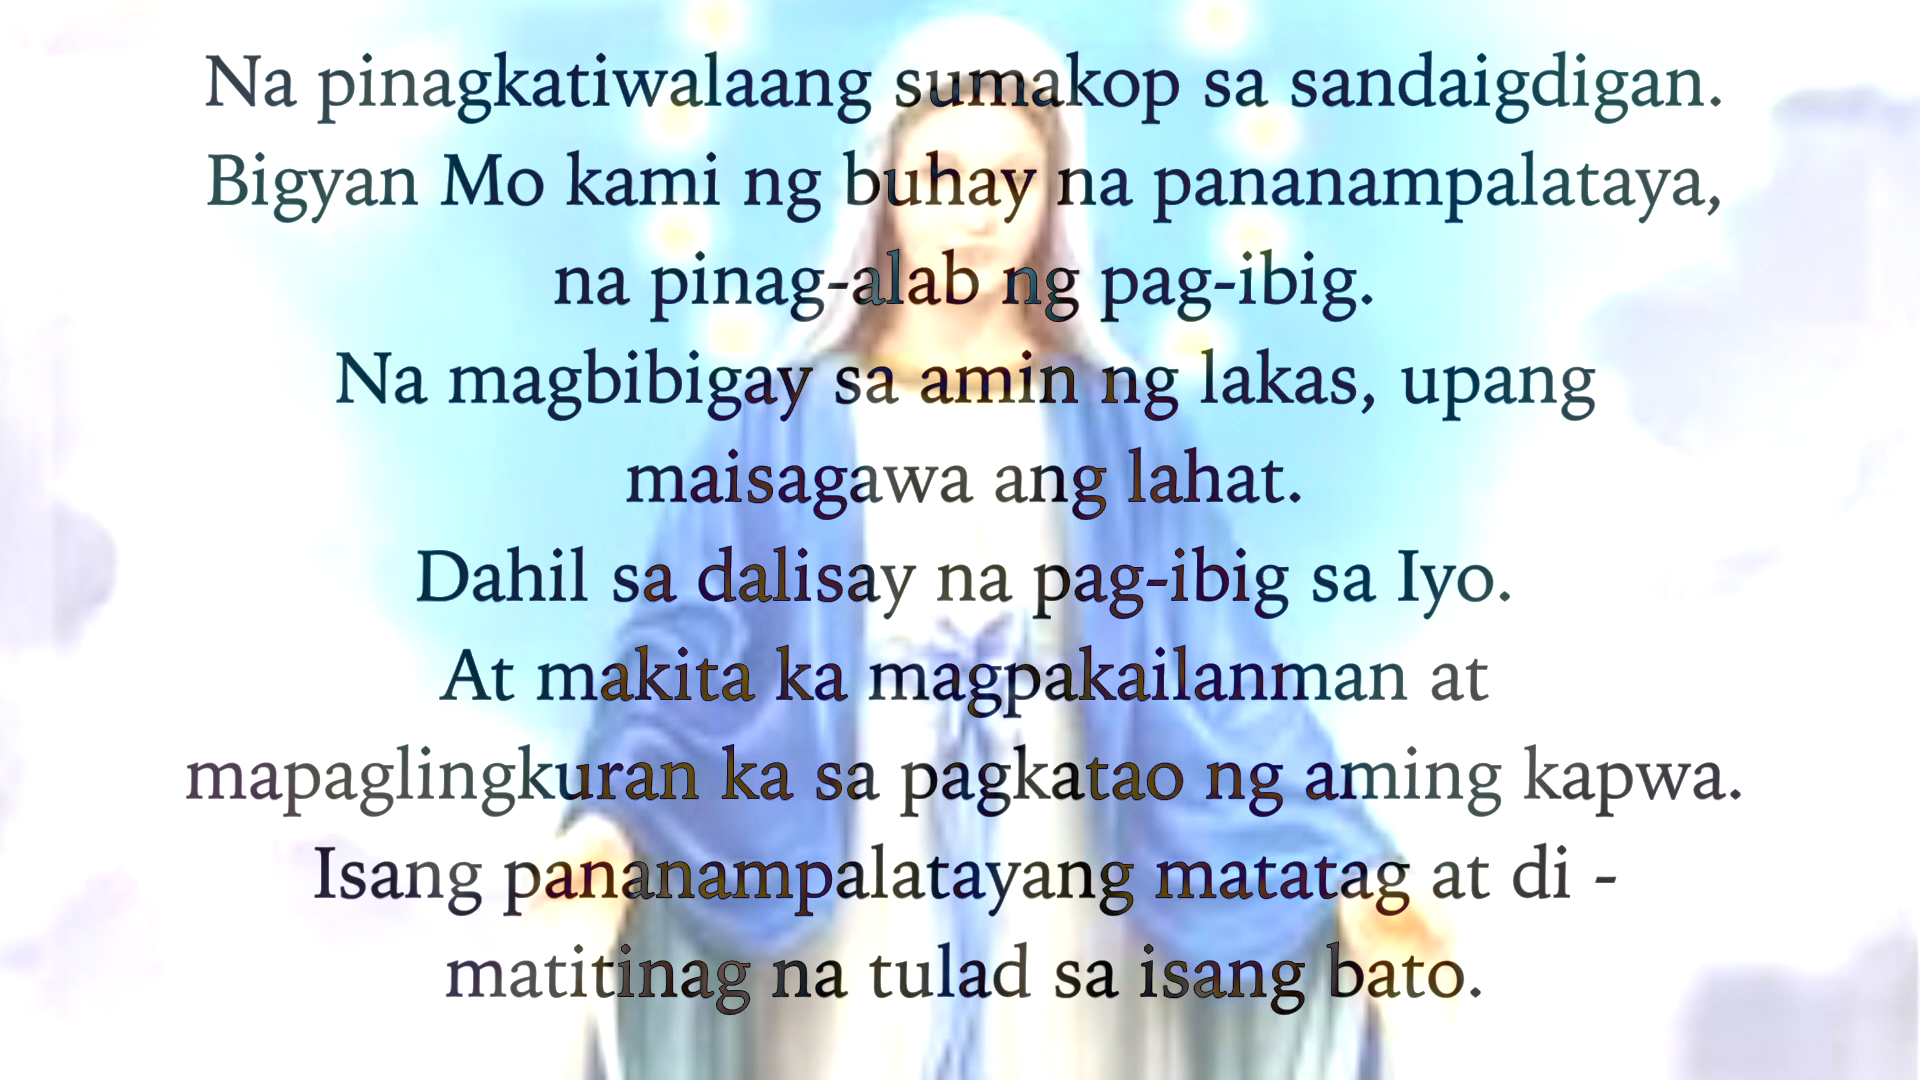 Na pinagkatiwalaang sumakop sa sandaigdigan.
Bigyan Mo kami ng buhay na pananampalataya,
na pinag-alab ng pag-ibig.
Na magbibigay sa amin ng lakas, upang
maisagawa ang lahat.
Dahil sa dalisay na pag-ibig sa Iyo.
At makita ka magpakailanman at
mapaglingkuran ka sa pagkatao ng aming kapwa.
Isang pananampalatayang matatag at di -
matitinag na tulad sa isang bato.